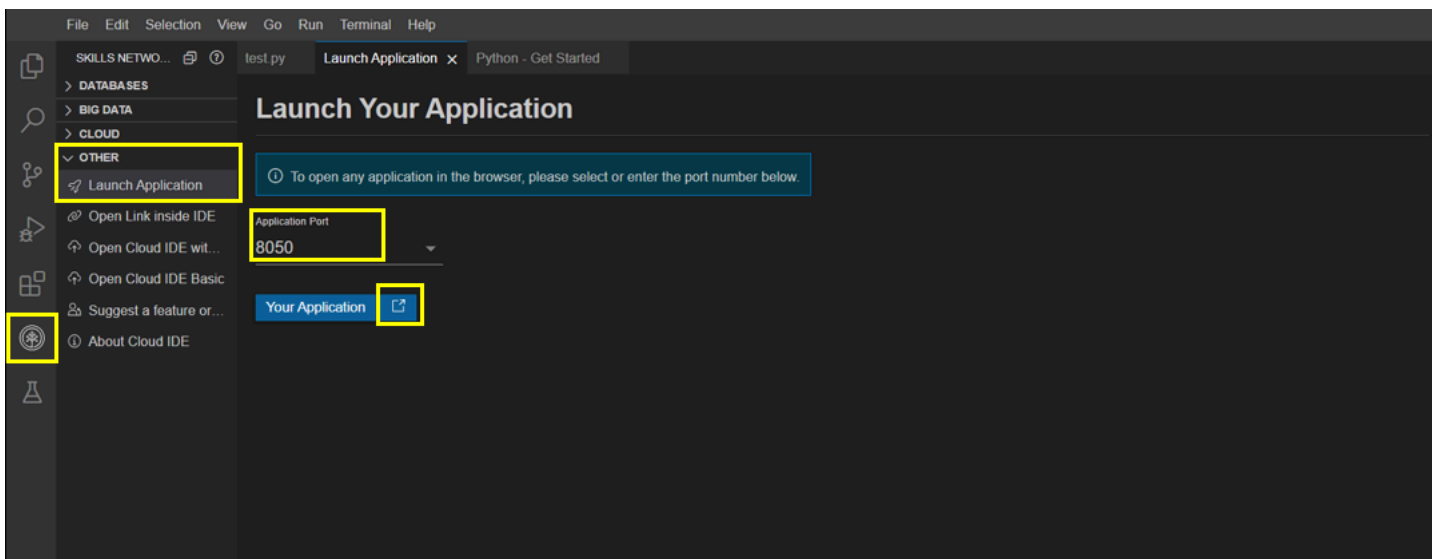 File Edit Selection View Go Run Terminal Help
SKILLS NETWO...
test.py Launch Application Python - Get Started
DATABASES
BIG DATA
CLOUD
OTHER
Launch Application
Open Link inside IDE
Open Cloud IDE wit...
Open Cloud IDE Basic
Suggest a feature or...
About Cloud IDE
Launch Your Application
To open any application in the browser, please select or enter the port number below.
Application Port
8050
Your Application